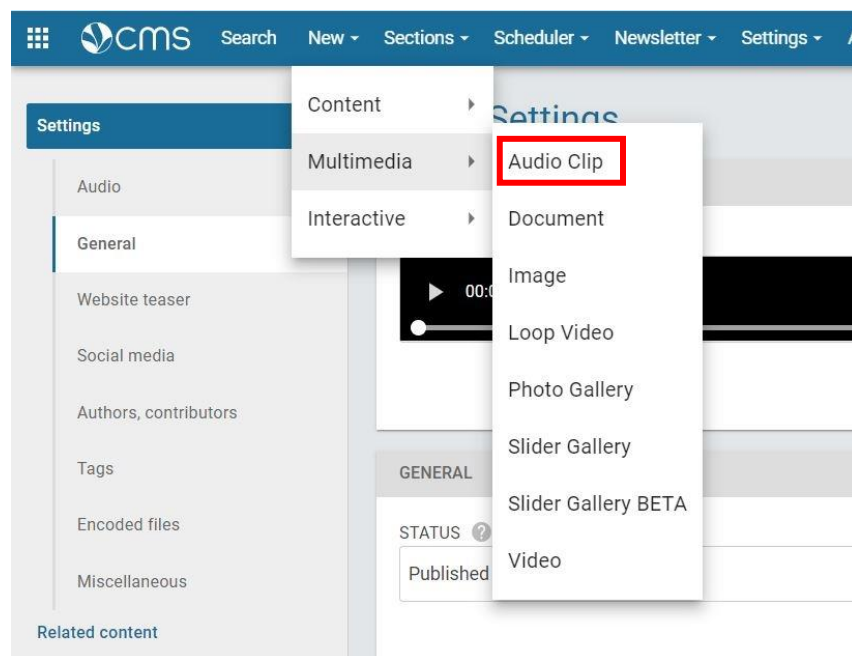 cms Search New Sections Scheduler Newsletter Settings
Settings
Audio
General
Website teaser
Social media
Authors, contributors
Tags
Encoded files
Miscellaneous
Related content
Content
Multimedia
Interactive
Audio Clip
Document
Image
Loop Video
Photo Gallery
Slider Gallery
Slider Gallery BETA
Video
Settings
00:0
GENERAL
STATUS ?
Published